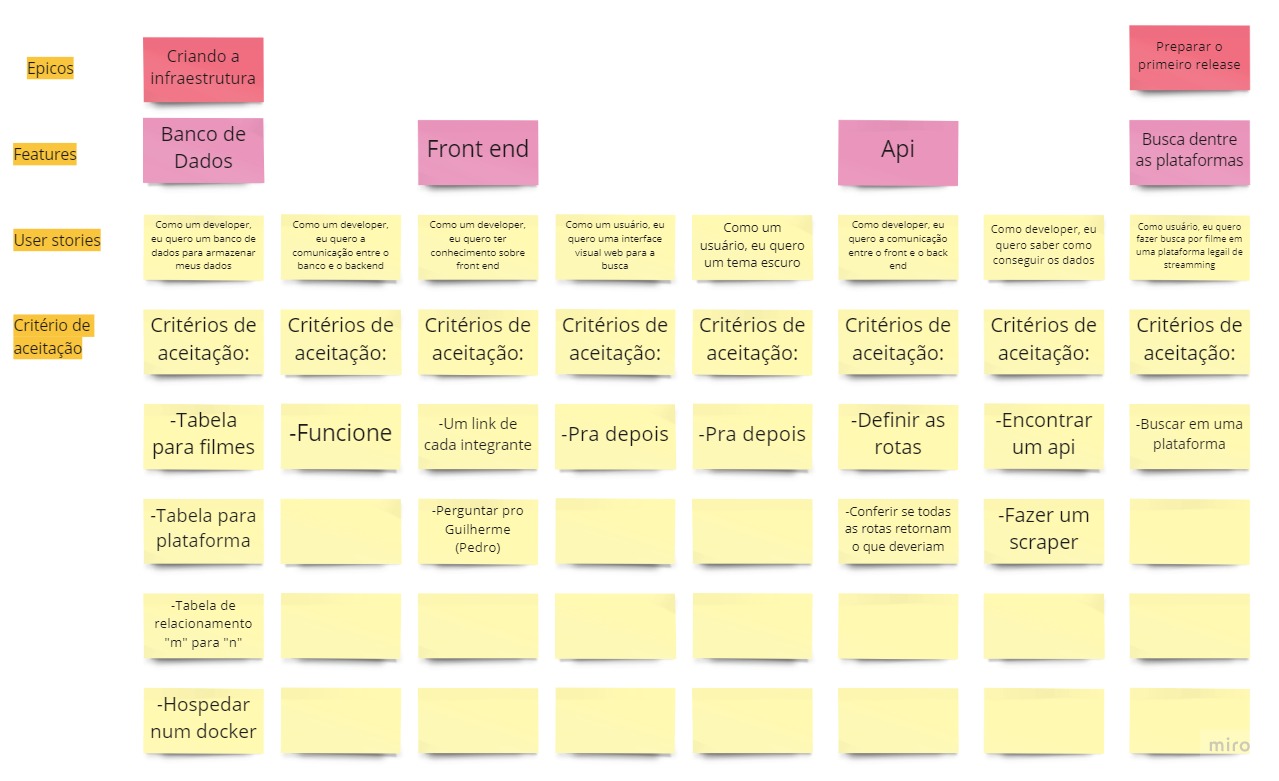 Epicos
Criando a
infraestrutura
Preparar o
primeiro release
Features
Banco de
Dados
Front end
Api
Busca dentre
as plataformas
User stories
Como um developer,
eu quero um banco de
dados para armazenar
meus dados
Como um developer,
eu quero a
comunicação entre o
banco e o backend
Como um developer,
eu quero ter
conhecimento sobre
front end
Como um usuário, eu
quero uma interface
visual web para a
busca
Como um
usuário, eu quero
um tema escuro
Como developer, eu
quero a comunicação
entre o front e o back
end
Como developer, eu
quero saber como
conseguir os dados
Como usuário, eu quero
fazer busca por filme em
uma plataforma legail de
streamming
Critério de
aceitação
Critérios de
aceitação:
Critérios de
aceitação:
Critérios de
aceitação:
Critérios de
aceitação:
Critérios de
aceitação:
Critérios de
aceitação:
Critérios de
aceitação:
Critérios de
aceitação:
-Tabela
para filmes
-Funcione
-Um link de
cada integrante
-Pra depois
-Pra depois
-Definir as
rotas
-Encontrar
um api
-Buscar em uma
plataforma
-Tabela para
plataforma
-Perguntar pro
Guilherme
(Pedro)
-Conferir se todas
as rotas retornam
o que deveriam
-Fazer um
scraper
-Tabela de
relacionamento
"m" para "n"
-Hospedar
num docker
miro